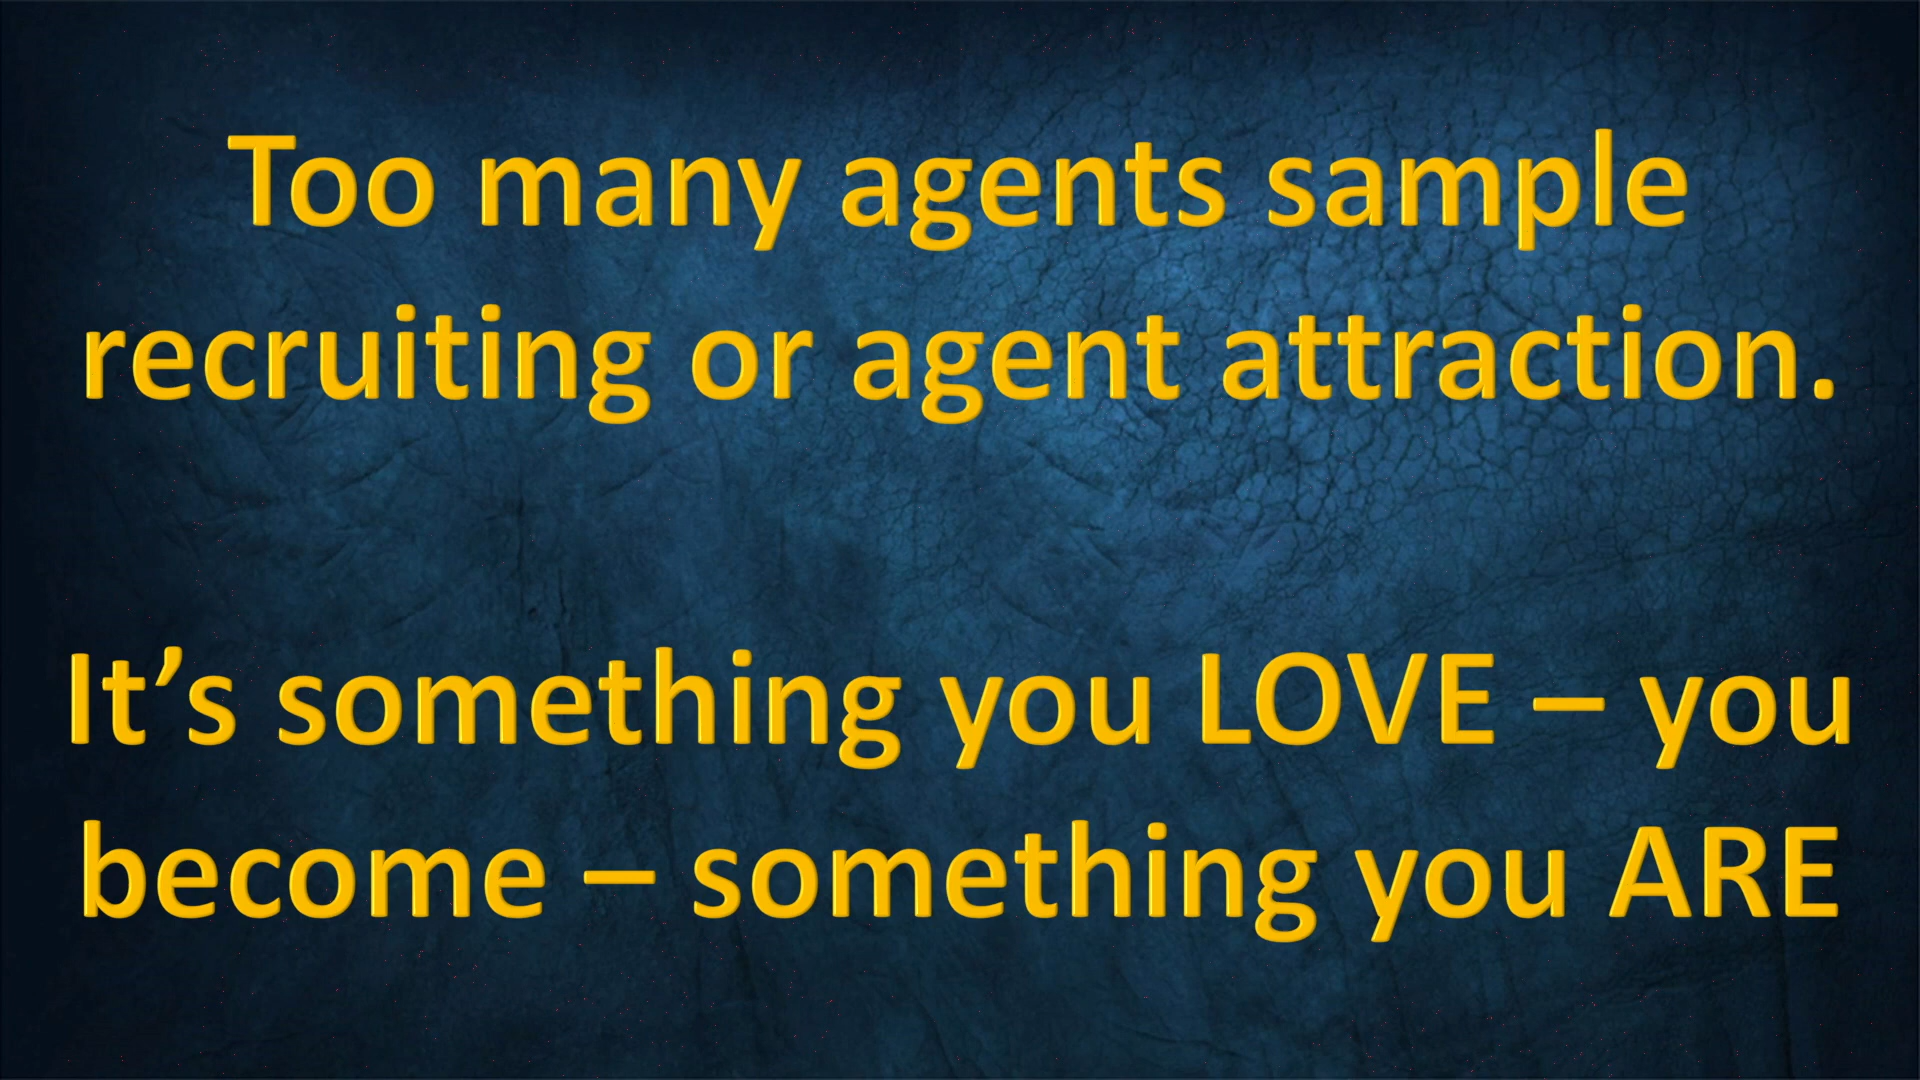 Too many agents sample
recruiting or agent attraction.
It’s something you LOVE – you
become – something you ARE